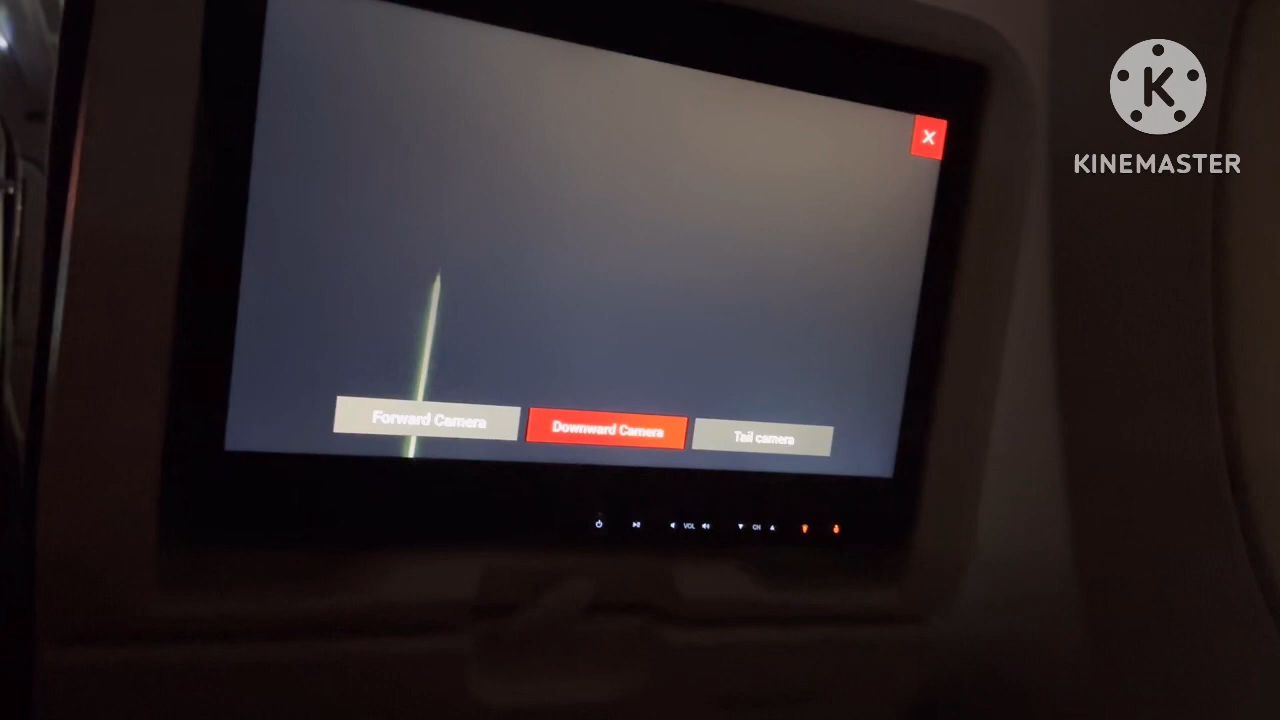 K
KINEMASTER
X
Forward Camera
Downward Camera
Tail camera
VOL
CH